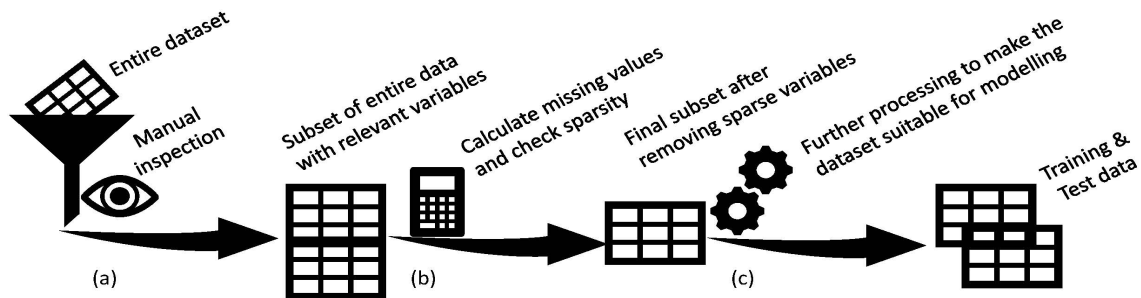 Entire dataset
Manual
inspection
Subset of entire data
with relevant variables
Calculate missing values
and check sparsity
Final subset after
removing sparse variables
Further processing to make the
dataset suitable for modelling
Training &
Test data
(a)
(b)
(c)